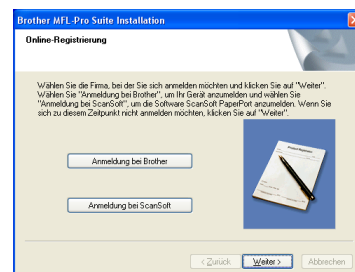 Brother MFL-Pro Suite Installation
Online-Registrierung
Wählen Sie die Firma, bei der Sie sich anmelden möchten und klicken Sie auf "Weiter".
Wählen Sie "Anmeldung bei Brother", um Ihr Gerät anzumelden und wählen Sie
"Anmeldung bei ScanSoft", um die Software ScanSoft PaperPort anzumelden. Wenn Sie
sich zu diesem Zeitpunkt nicht anmelden möchten, klicken Sie auf "Weiter".
Anmeldung bei Brother
Anmeldung bei ScanSoft
< Zurück Weiter > Abbrechen